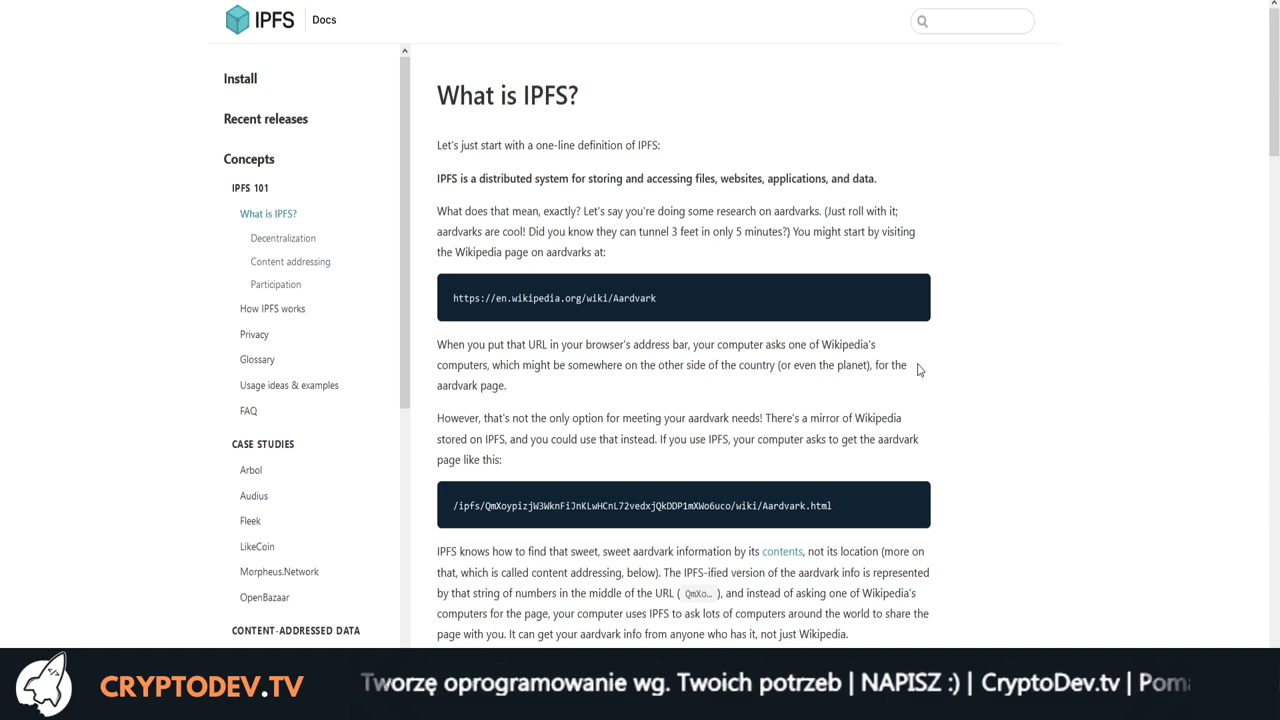 IPFS
Docs
Install
Recent releases
Concepts
IPFS 101
What is IPFS?
Decentralization
Content addressing
Participation
How IPFS works
Privacy
Glossary
Usage ideas & examples
FAQ
CASE STUDIES
Arbol
Audius
Fleek
LikeCoin
Morpheus.Network
OpenBazaar
CONTENT-ADDRESSED DATA
What is IPFS?
Let's just start with a one-line definition of IPFS:
IPFS is a distributed system for storing and accessing files, websites, applications, and data.
What does that mean, exactly? Let's say you're doing some research on aardvarks. (Just roll with it;
aardvarks are cool! Did you know they can tunnel 3 feet in only 5 minutes?) You might start by visiting
the Wikipedia page on aardvarks at:
https://en.wikipedia.org/wiki/Aardvark
When you put that URL in your browser's address bar, your computer asks one of Wikipedia's
computers, which might be somewhere on the other side of the country (or even the planet), for the
aardvark page.
However, that's not the only option for meeting your aardvark needs! There's a mirror of Wikipedia
stored on IPFS, and you could use that instead. If you use IPFS, your computer asks to get the aardvark
page like this:
/ipfs/QmXoypizjW3WknFiJnKLwHCnL72vedxjQkDDP1mXWo6uco/wiki/Aardvark.html
IPFS knows how to find that sweet, sweet aardvark information by its contents, not its location (more on
that, which is called content addressing, below). The IPFS-ified version of the aardvark info is represented
by that string of numbers in the middle of the URL ( QmXo… ), and instead of asking one of Wikipedia's
computers for the page, your computer uses IPFS to ask lots of computers around the world to share the
page with you. It can get your aardvark info from anyone who has it, not just Wikipedia.
CRYPTODEV.TV
Tworzę oprogramowanie wg. Twoich potrzeb | NAPISZ :) | CryptoDev.tv |